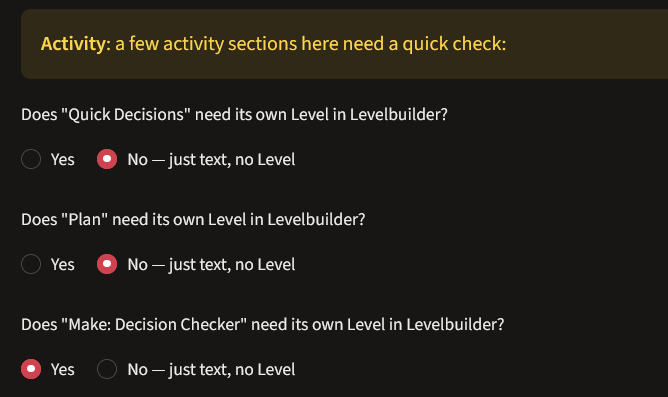 Activity: a few activity sections here need a quick check:
Does "Quick Decisions" need its own Level in Levelbuilder?
Yes No — just text, no Level
Does "Plan" need its own Level in Levelbuilder?
Yes No — just text, no Level
Does "Make: Decision Checker" need its own Level in Levelbuilder?
Yes No — just text, no Level